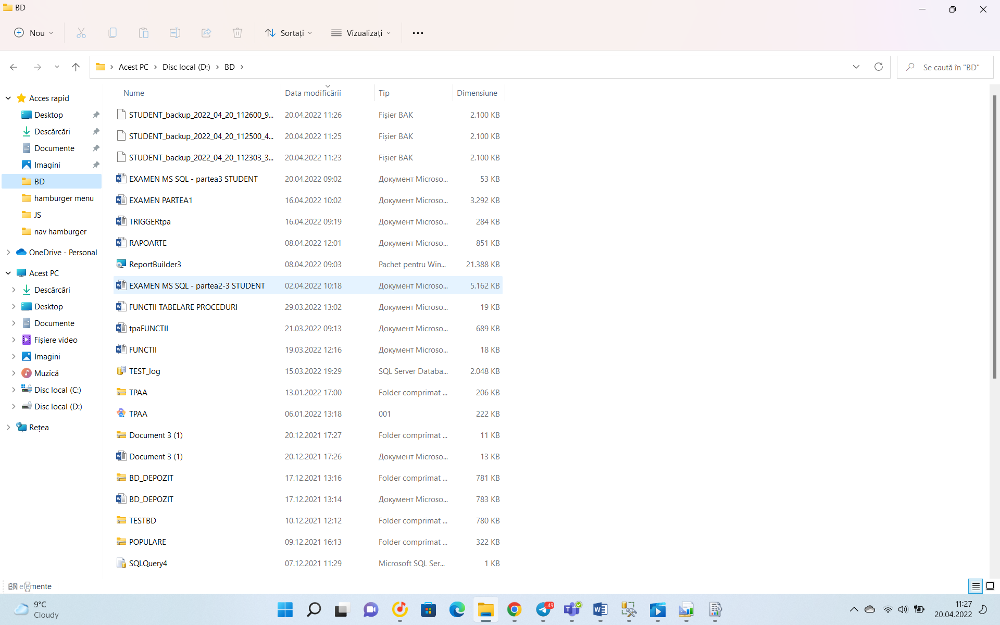 BD
Nou
Sortați
Vizualizați
Acest PC
Disc local (D:)
BD
Se caută în "BD"
Acces rapid
Desktop
Descărcări
Documente
Imagini
BD
hamburger menu
JS
nav hamburger
OneDrive - Personal
Acest PC
Descărcări
Desktop
Documente
Fișiere video
Imagini
Muzică
Disc local (C:)
Disc local (D:)
Rețea
Nume Data modificării Tip Dimensiune
STUDENT_backup_2022_04_20_112600_9... 20.04.2022 11:26 Fișier BAK 2.100 KB
STUDENT_backup_2022_04_20_112500_4... 20.04.2022 11:25 Fișier BAK 2.100 KB
STUDENT_backup_2022_04_20_112303_3... 20.04.2022 11:23 Fișier BAK 2.100 KB
EXAMEN MS SQL - partea3 STUDENT 20.04.2022 09:02 Документ Microso... 53 KB
EXAMEN PARTEA1 16.04.2022 10:02 Документ Microso... 3.292 KB
TRIGGERtpa 16.04.2022 09:19 Документ Microso... 284 KB
RAPOARTE 08.04.2022 12:01 Документ Microso... 851 KB
ReportBuilder3 08.04.2022 09:03 Pachet pentru Win... 21.388 KB
EXAMEN MS SQL - partea2-3 STUDENT 02.04.2022 10:18 Документ Microso... 5.162 KB
FUNCTII TABELARE PROCEDURI 29.03.2022 13:02 Документ Microso... 19 KB
tpaFUNCTII 21.03.2022 09:13 Документ Microso... 689 KB
FUNCTII 19.03.2022 12:16 Документ Microso... 18 KB
TEST_log 15.03.2022 19:29 SQL Server Databa... 2.048 KB
TPAA 13.01.2022 17:00 Folder comprimat ... 206 KB
TPAA 06.01.2022 13:18 001 222 KB
Document 3 (1) 20.12.2021 17:27 Folder comprimat ... 11 KB
Document 3 (1) 20.12.2021 17:26 Документ Microso... 13 KB
BD_DEPOZIT 17.12.2021 13:16 Folder comprimat ... 781 KB
BD_DEPOZIT 17.12.2021 13:14 Документ Microso... 783 KB
TESTBD 10.12.2021 12:12 Folder comprimat ... 780 KB
POPULARE 09.12.2021 16:13 Folder comprimat ... 322 KB
SQLQuery4 07.12.2021 11:29 Microsoft SQL Ser... 1 KB
elemente
9°C
Cloudy
49
11:27
20.04.2022